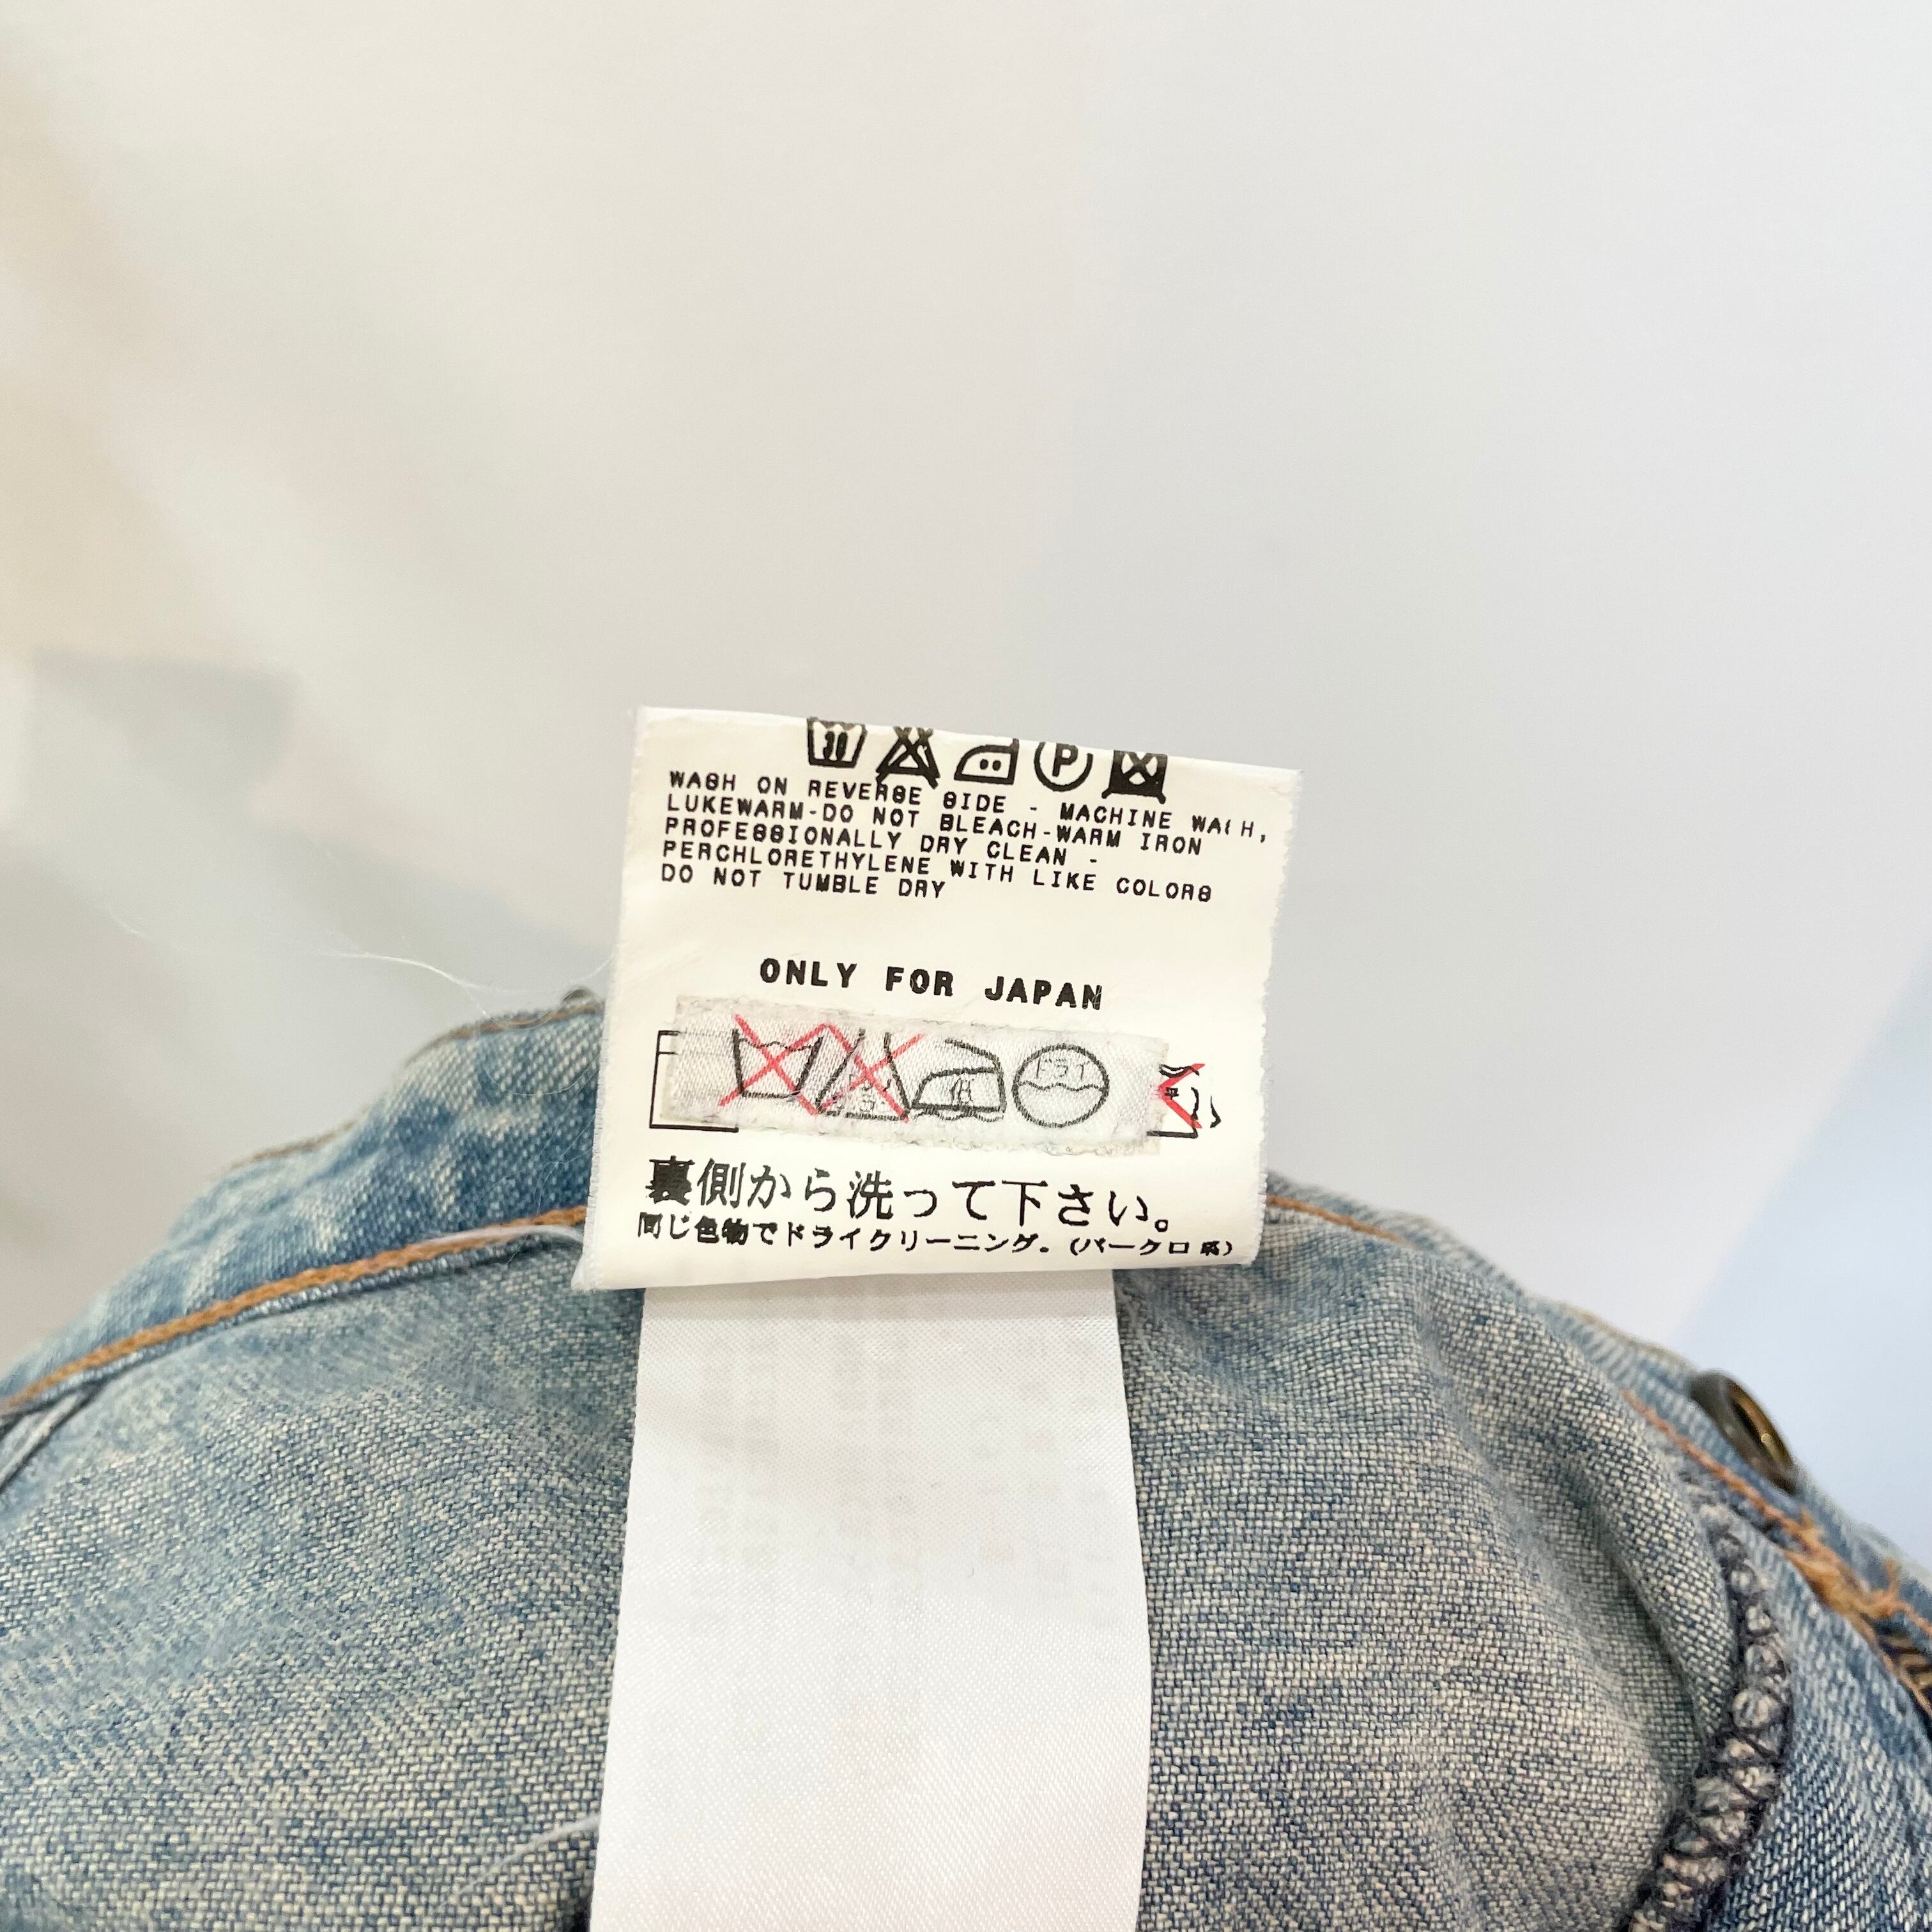 30
P
WASH ON REVERSE SIDE - MACHINE WASH,
LUKEWARM-DO NOT BLEACH-WARM IRON
PROFESSIONALLY DRY CLEAN -
PERCHLORETHYLENE WITH LIKE COLORS
DO NOT TUMBLE DRY
ONLY FOR JAPAN
低 ドライ
裏側から洗って下さい。
同じ色物でドライクリーニング。(パークロ系)